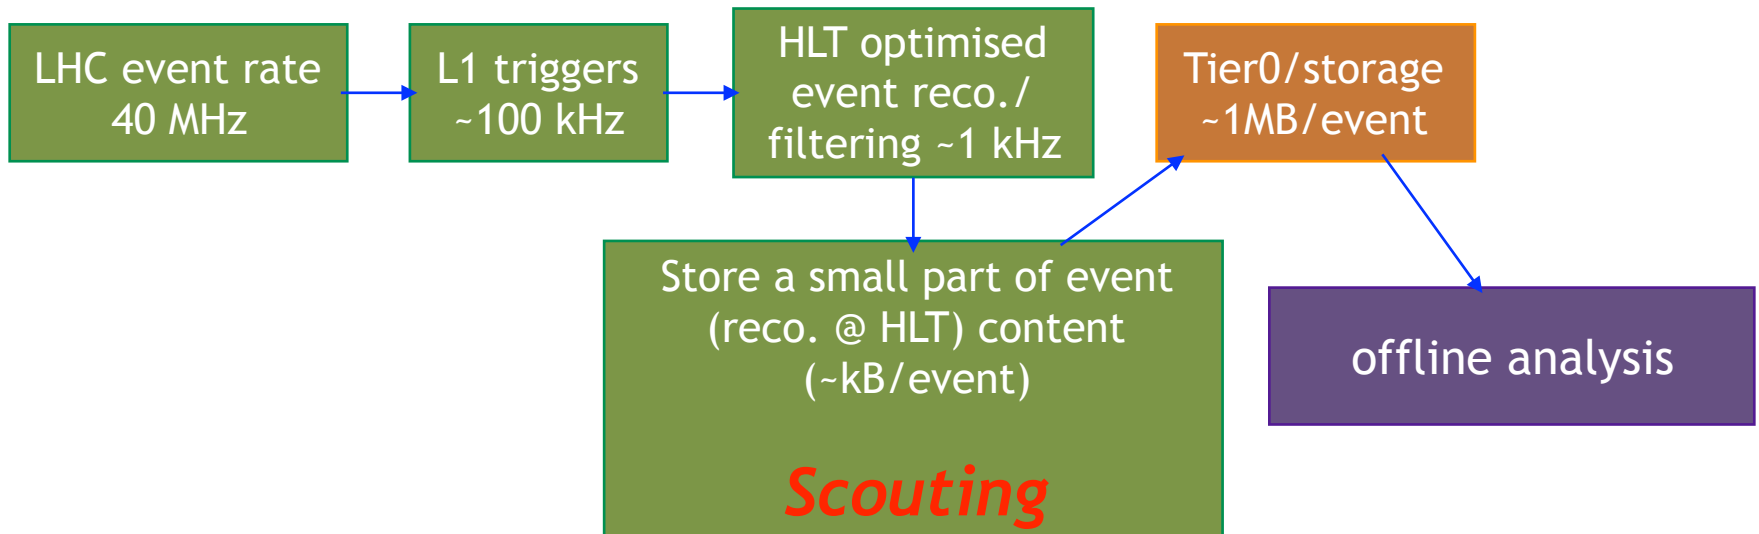 LHC event rate
40 MHz
L1 triggers
~100 kHz
HLT optimised
event reco./
filtering ~1 kHz
Tier0/storage
~1MB/event
Store a small part of event
(reco. @ HLT) content
(~kB/event)
Scouting
offline analysis